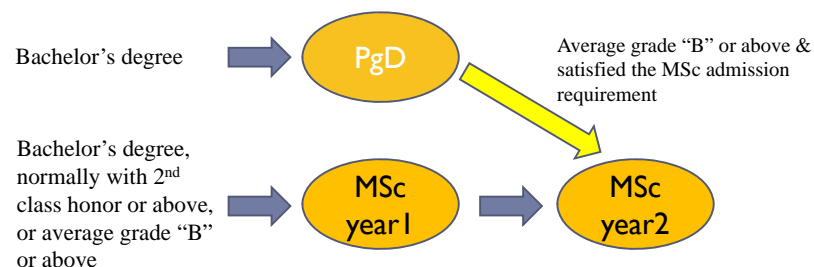 Bachelor’s degree
PgD
Average grade “B” or above &
satisfied the MSc admission
requirement
Bachelor’s degree,
normally with 2nd
class honor or above,
or average grade “B”
or above
MSc
year1
MSc
year2